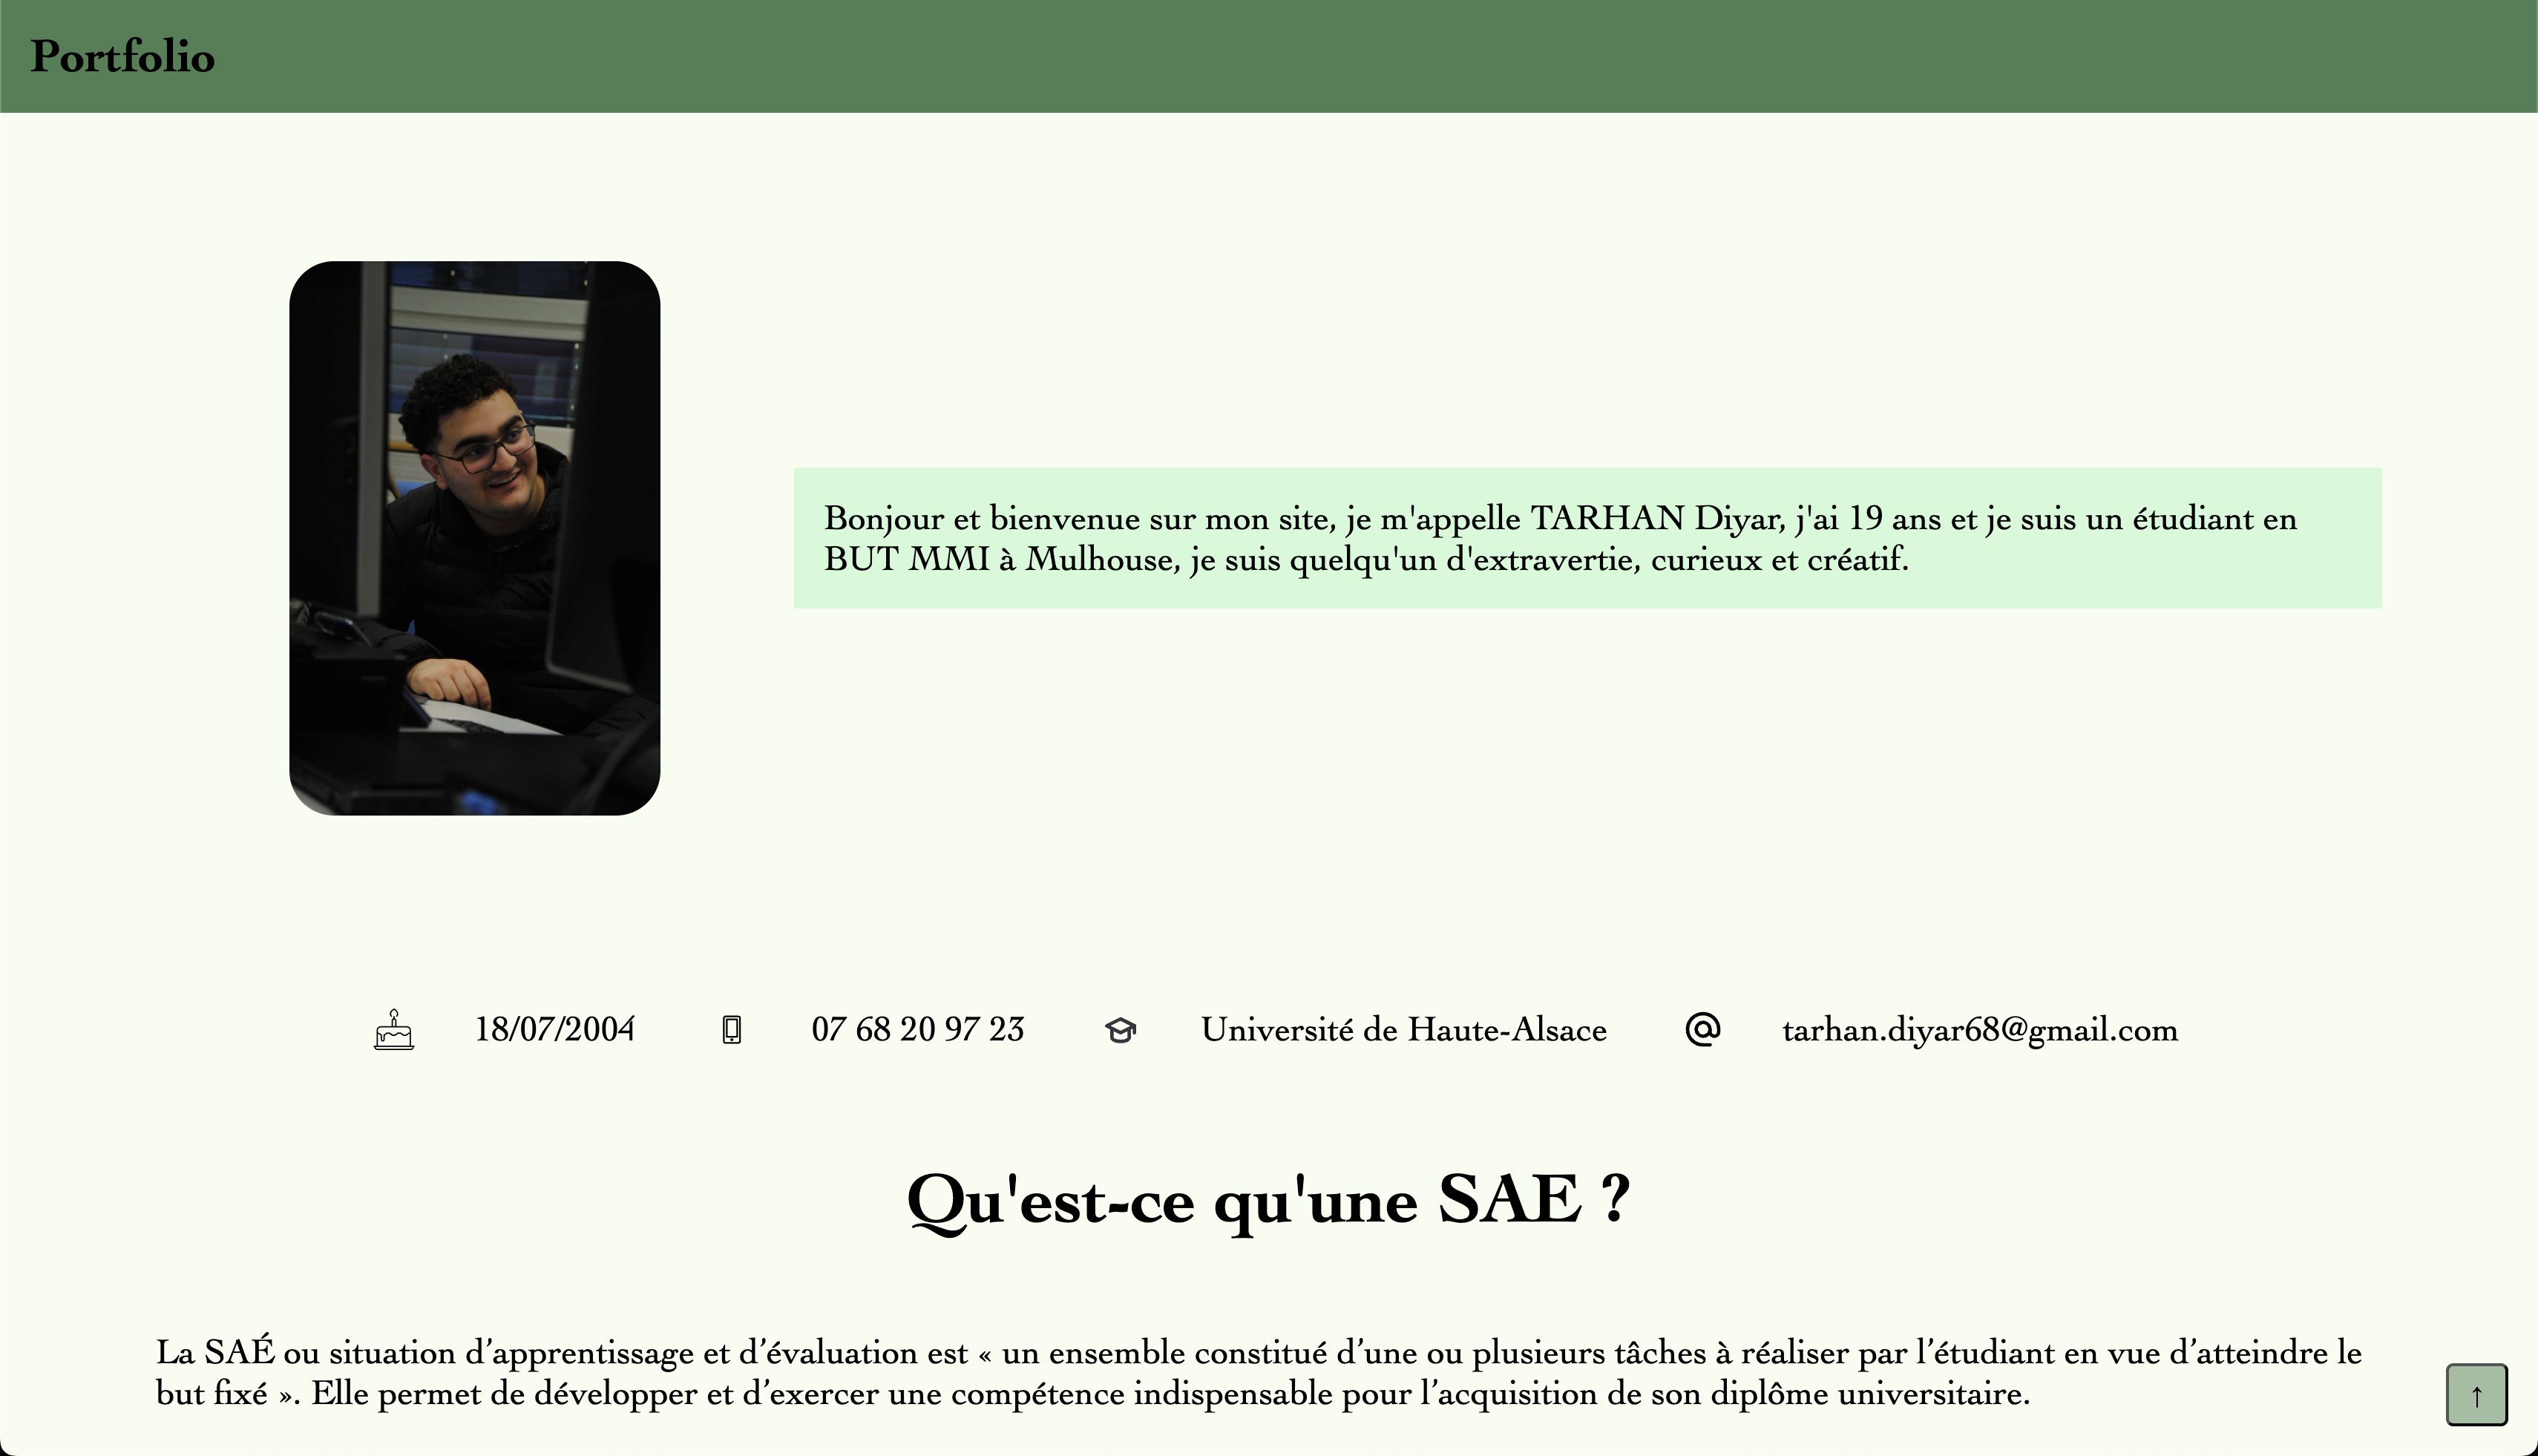 Portfolio
Bonjour et bienvenue sur mon site, je m'appelle TARHAN Diyar, j'ai 19 ans et je suis un étudiant en
BUT MMI à Mulhouse, je suis quelqu'un d'extravertie, curieux et créatif.
18/07/2004 07 68 20 97 23 Université de Haute-Alsace tarhan.diyar68@gmail.com
Qu'est-ce qu'une SAE ?
La SAÉ ou situation d’apprentissage et d’évaluation est « un ensemble constitué d’une ou plusieurs tâches à réaliser par l’étudiant en vue d’atteindre le
but fixé ». Elle permet de développer et d’exercer une compétence indispensable pour l’acquisition de son diplôme universitaire.
↑